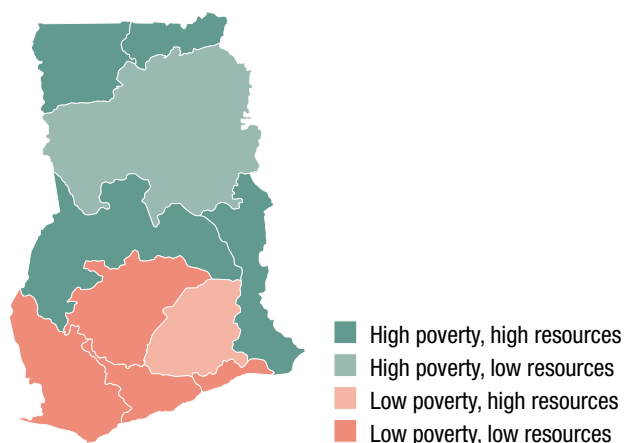 High poverty, high resources
High poverty, low resources
Low poverty, high resources
Low poverty, low resources